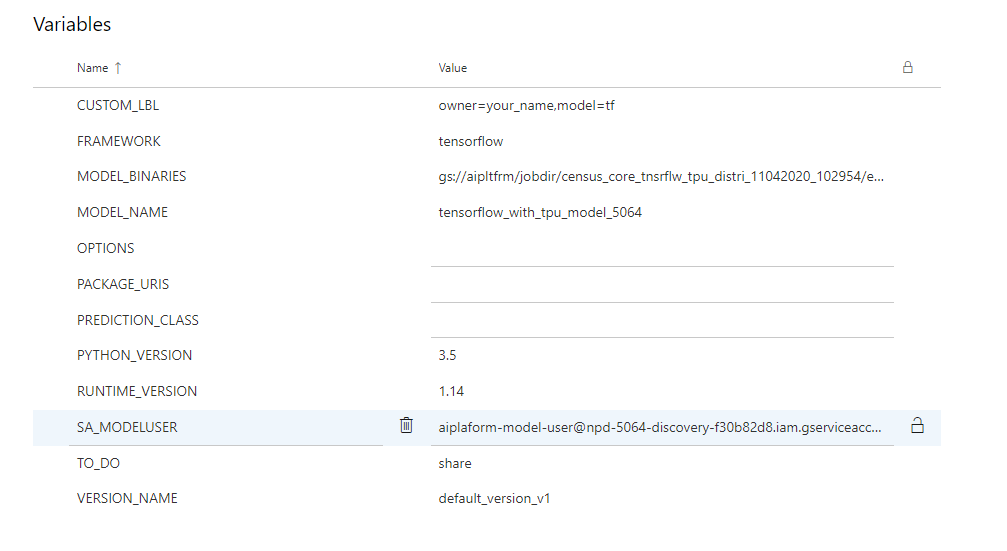 Variables
Name ↑ Value
CUSTOM_LBL owner=your_name,model=tf
FRAMEWORK tensorflow
MODEL_BINARIES gs://aipltfrm/jobdir/census_core_tnsrflw_tpu_distri_11042020_102954/e...
MODEL_NAME tensorflow_with_tpu_model_5064
OPTIONS
PACKAGE_URIS
PREDICTION_CLASS
PYTHON_VERSION 3.5
RUNTIME_VERSION 1.14
SA_MODELUSER aiplaform-model-user@npd-5064-discovery-f30b82d8.iam.gserviceacc...
TO_DO share
VERSION_NAME default_version_v1